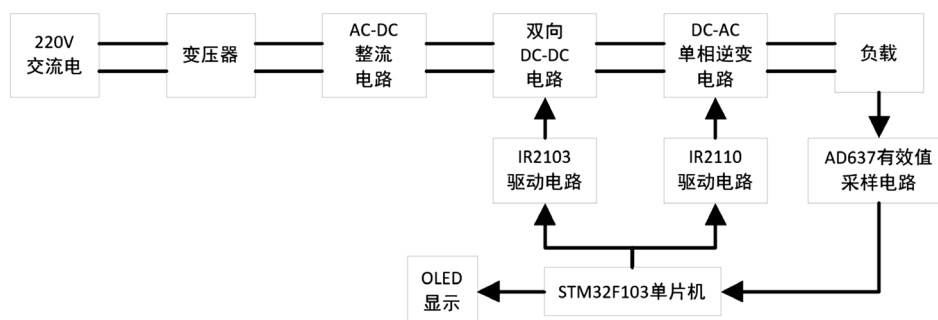 220V
交流电
变压器
AC-DC
整流
电路
双向
DC-DC
电路
DC-AC
单相逆变
电路
负载
IR2103
驱动电路
IR2110
驱动电路
AD637有效值
采样电路
OLED
显示
STM32F103单片机